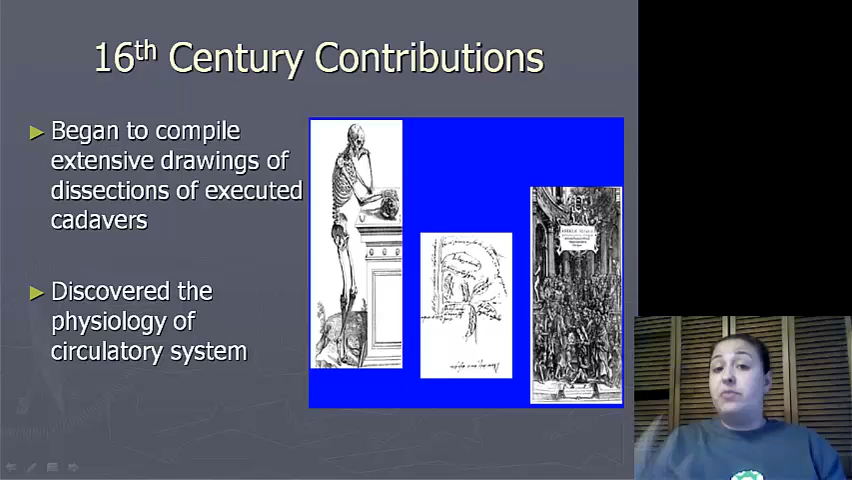 16th Century Contributions
Began to compile
extensive drawings of
dissections of executed
cadavers
Discovered the
physiology of
circulatory system